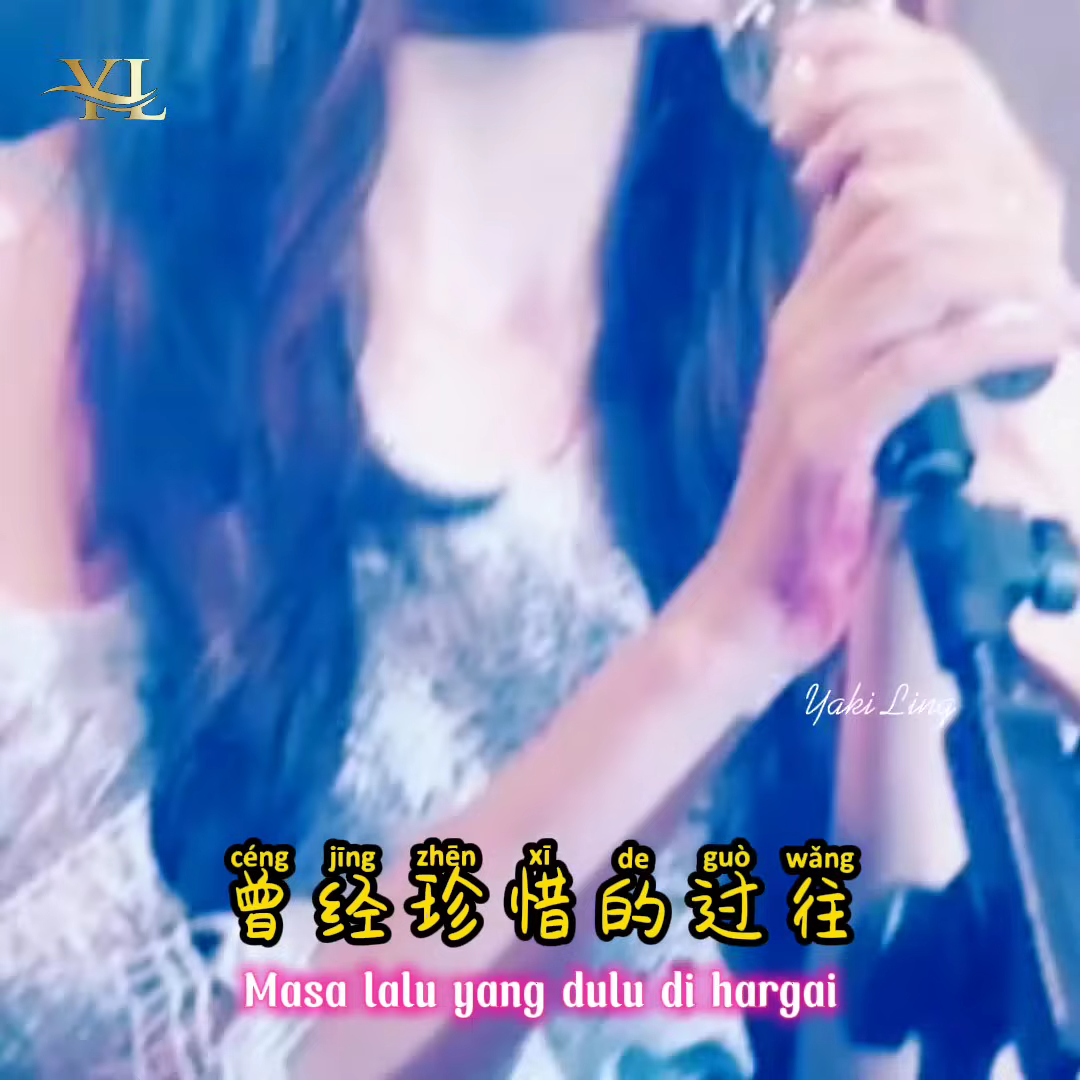 YL
Yaki Ling
céng jīng zhēn xī de guò wǎng
曾经珍惜的过往
Masa lalu yang dulu di hargai